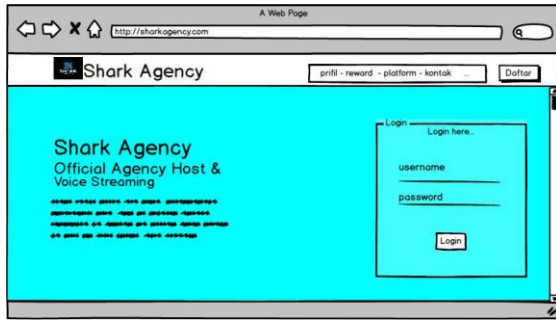 A Web Page
http://sharkagency.com
Shark Agency
prifil - reward - platform - kontak ...
Daftar
Shark Agency
Official Agency Host &
Voice Streaming
Login
Login here..
username
password
Login